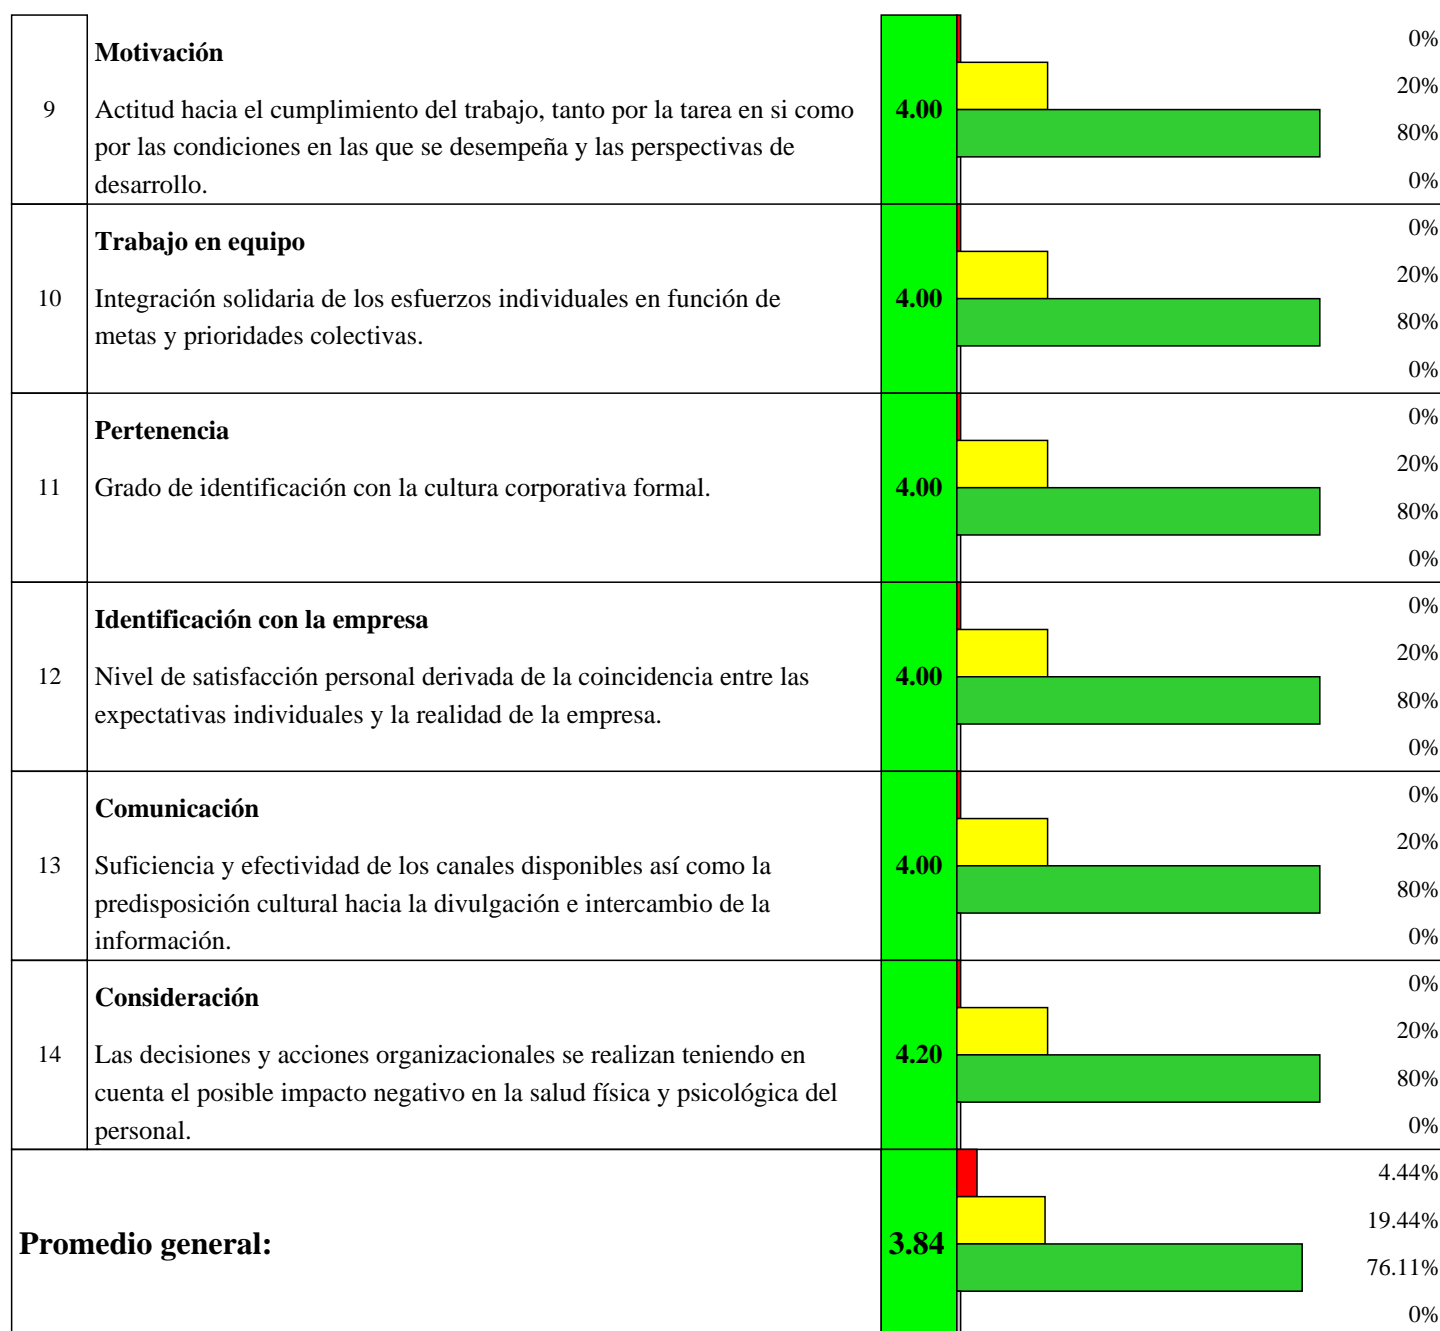 Motivación
9
Actitud hacia el cumplimiento del trabajo, tanto por la tarea en si como
por las condiciones en las que se desempeña y las perspectivas de
desarrollo.
4.00
0%
20%
80%
0%
Trabajo en equipo
10
Integración solidaria de los esfuerzos individuales en función de
metas y prioridades colectivas.
4.00
0%
20%
80%
0%
Pertenencia
11
Grado de identificación con la cultura corporativa formal.
4.00
0%
20%
80%
0%
Identificación con la empresa
12
Nivel de satisfacción personal derivada de la coincidencia entre las
expectativas individuales y la realidad de la empresa.
4.00
0%
20%
80%
0%
Comunicación
13
Suficiencia y efectividad de los canales disponibles así como la
predisposición cultural hacia la divulgación e intercambio de la
información.
4.00
0%
20%
80%
0%
Consideración
14
Las decisiones y acciones organizacionales se realizan teniendo en
cuenta el posible impacto negativo en la salud física y psicológica del
personal.
4.20
0%
20%
80%
0%
Promedio general:
3.84
4.44%
19.44%
76.11%
0%